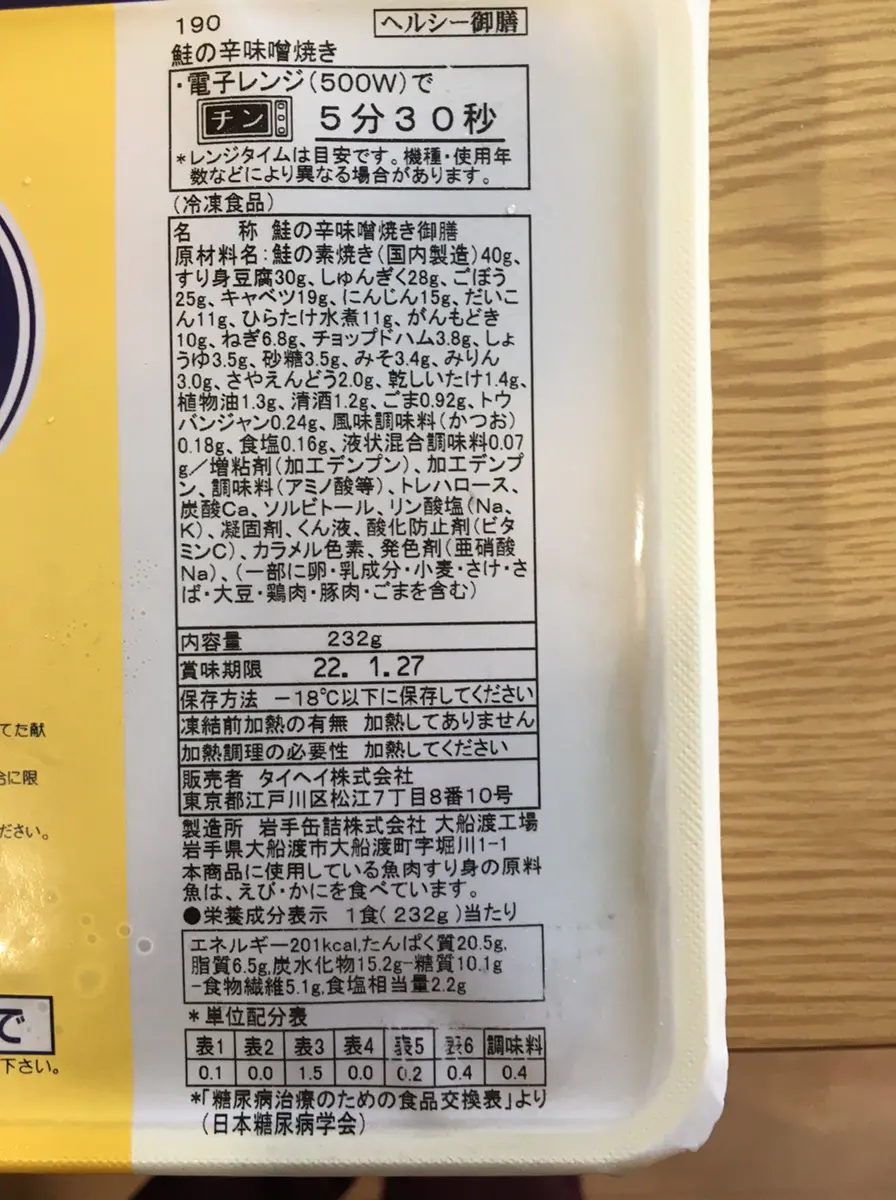 190
ヘルシー御膳
鮭の辛味噌焼き
・電子レンジ(500W)で
チン 5分30秒
*レンジタイムは目安です。機種・使用年
数などにより異なる場合があります。
(冷凍食品)
名　称 鮭の辛味噌焼き御膳
原材料名:鮭の素焼き(国内製造)40g、
すり身豆腐30g、しゅんぎく28g、ごぼう
25g、キャベツ19g、にんじん15g、だいこ
ん11g、ひらたけ水煮11g、がんもどき
10g、ねぎ6.8g、チョップドハム3.8g、しょ
うゆ3.5g、砂糖3.5g、みそ3.4g、みりん
3.0g、さやえんどう2.0g、乾しいたけ1.4g、
植物油1.3g、清酒1.2g、ごま0.92g、トウ
バンジャン0.24g、風味調味料(かつお)
0.18g、食塩0.16g、液状混合調味料0.07
g/増粘剤(加工デンプン)、加工デンプ
ン、調味料(アミノ酸等)、トレハロース、
炭酸Ca、ソルビトール、リン酸塩(Na、
K)、凝固剤、くん液、酸化防止剤(ビタ
ミンC)、カラメル色素、発色剤(亜硝酸
Na)、(一部に卵・乳成分・小麦・さけ・さ
ば・大豆・鶏肉・豚肉・ごまを含む)
内容量 232g
賞味期限 22. 1.27
保存方法 -18℃以下に保存してください
凍結前加熱の有無 加熱してありません
加熱調理の必要性 加熱してください
販売者 タイヘイ株式会社
東京都江戸川区松江7丁目8番10号
製造所 岩手缶詰株式会社 大船渡工場
岩手県大船渡市大船渡町字堀川1-1
本商品に使用している魚肉すり身の原料
魚は、えび・かにを食べています。
●栄養成分表示 1食(232g)当たり
エネルギー201kcal,たんぱく質20.5g,
脂質6.5g,炭水化物15.2g-糖質10.1g
-食物繊維5.1g,食塩相当量2.2g
*単位配分表
表1 表2 表3 表4 表5 表6 調味料
0.1 0.0 1.5 0.0 0.2 0.4 0.4
*「糖尿病治療のための食品交換表」より
(日本糖尿病学会)
てた献
合に限
ださい。
で
下さい。